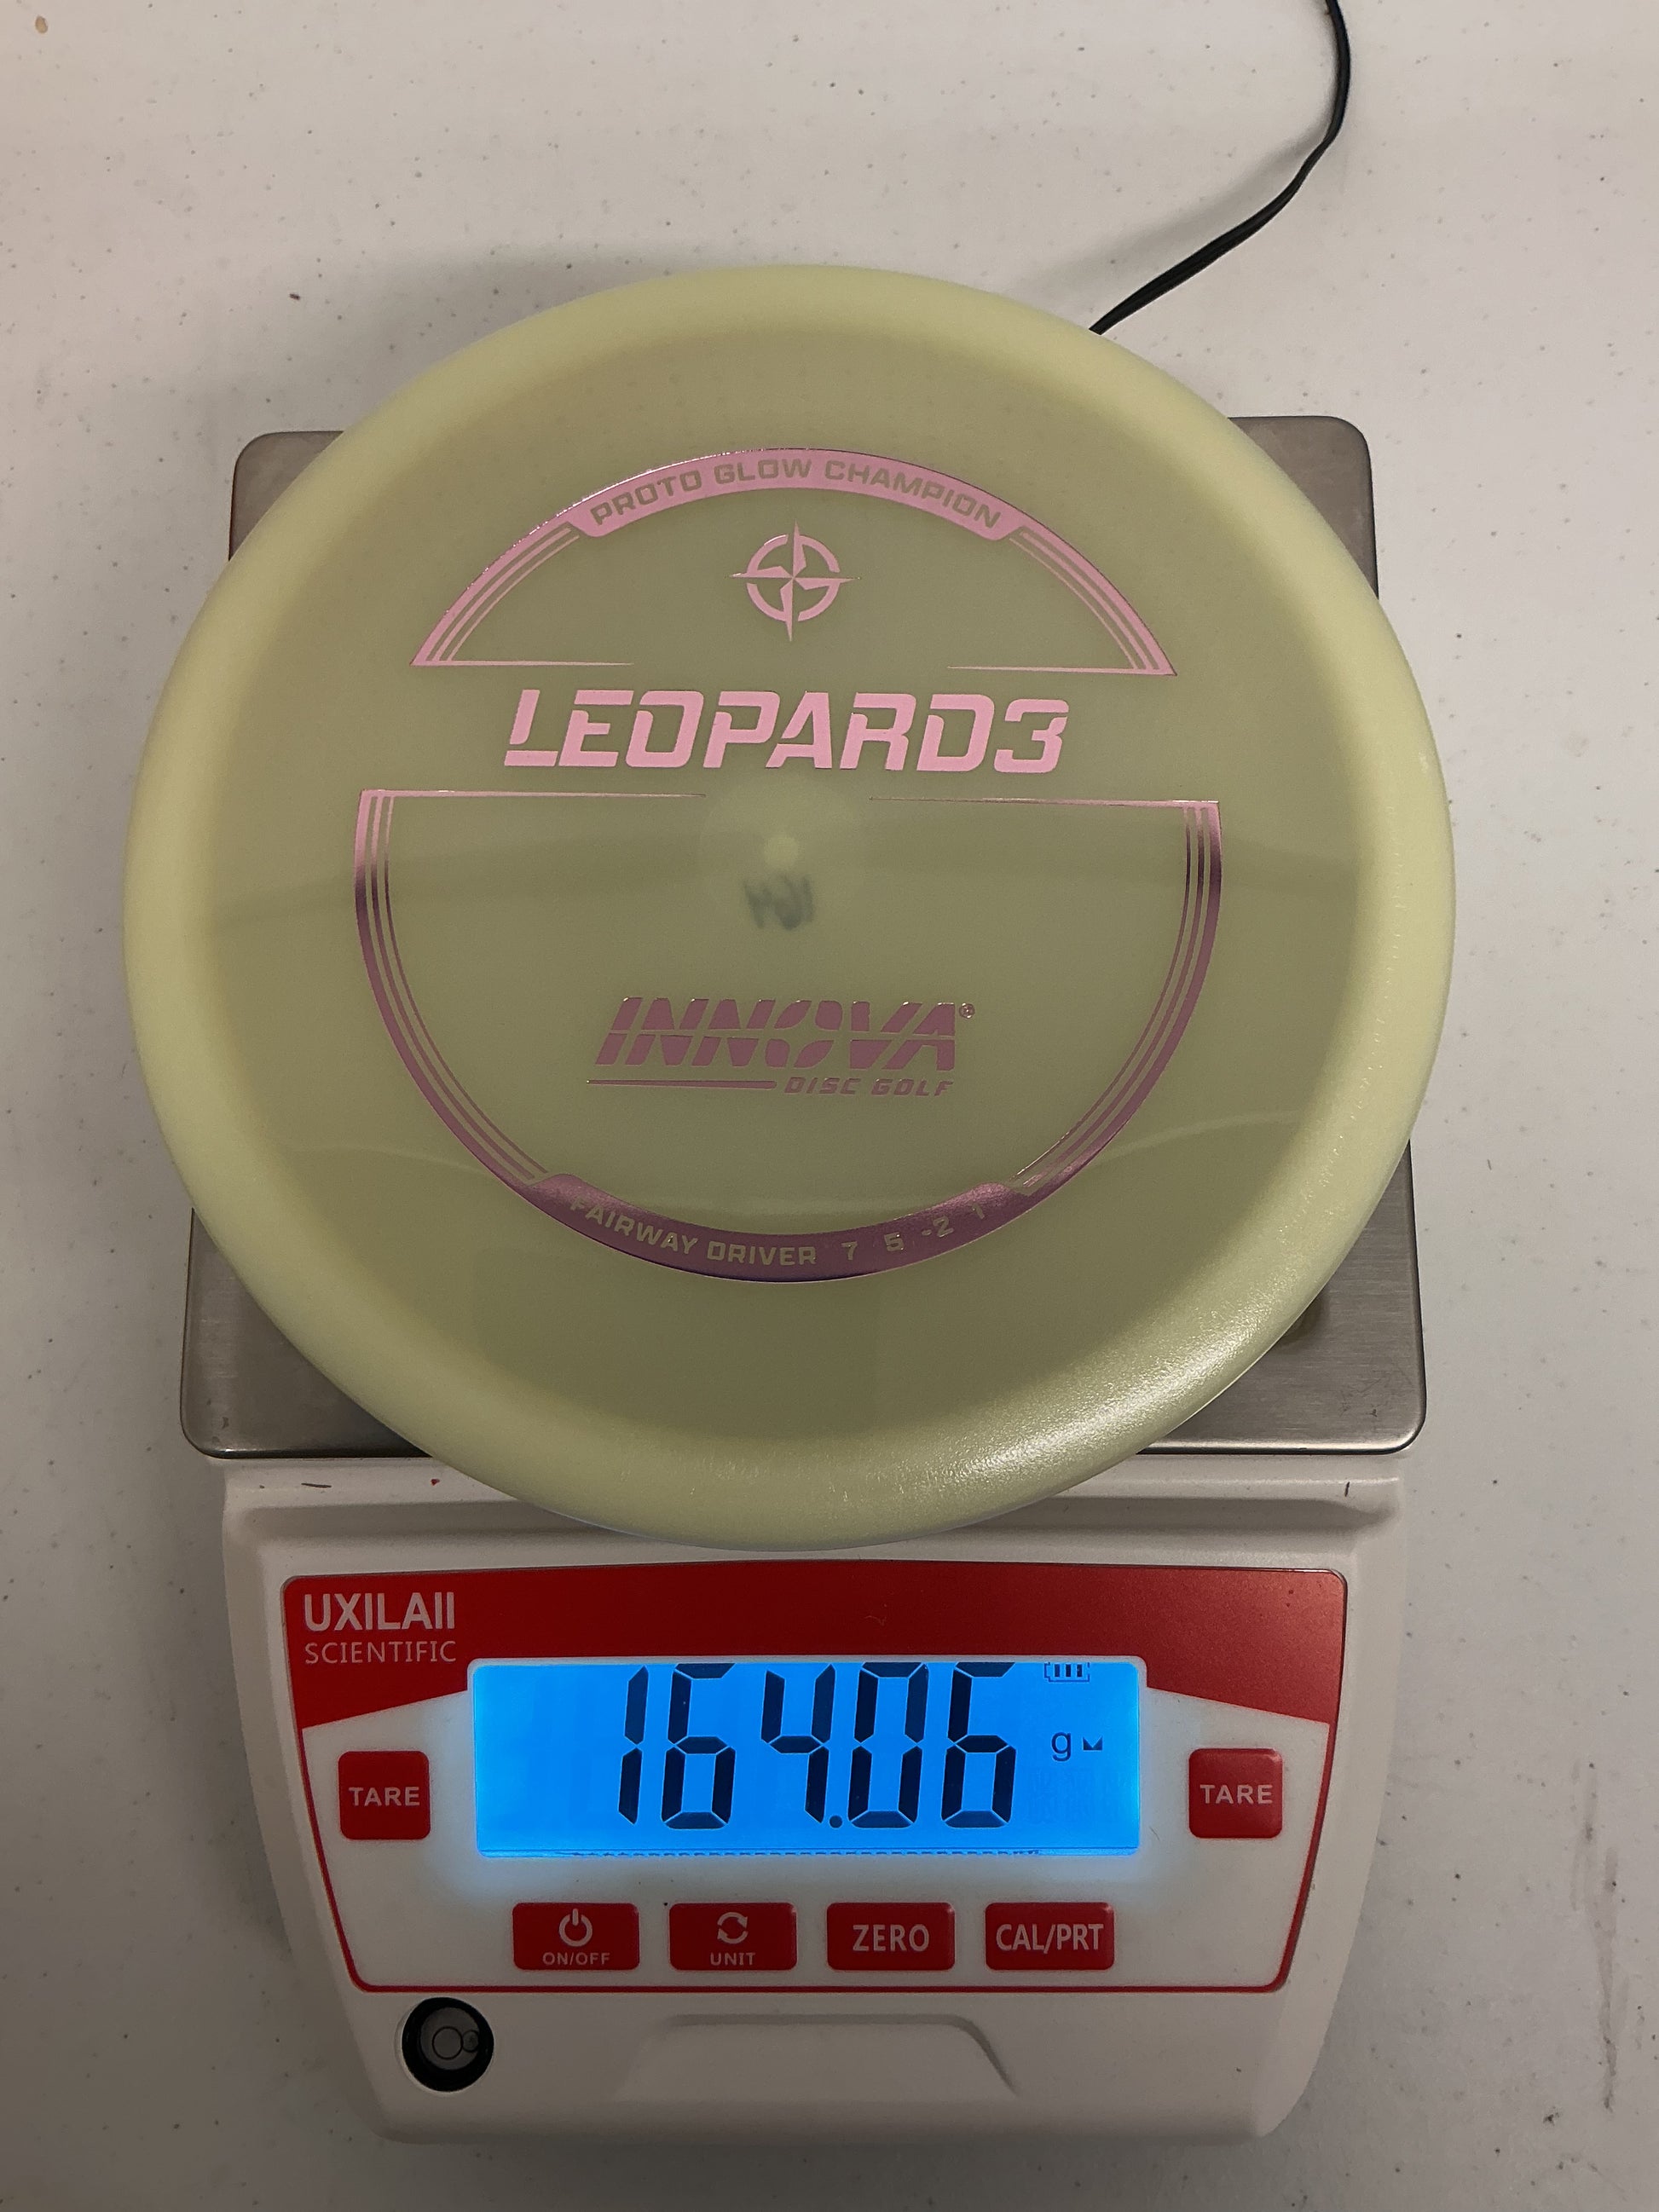 PROTO GLOW CHAMPION
LEOPARD3
164
INNOVA®
DISC GOLF
FAIRWAY DRIVER 7 5 -2 1
UXILAII
SCIENTIFIC
164.06 g
TARE
TARE
ON/OFF
UNIT
ZERO
CAL/PRT